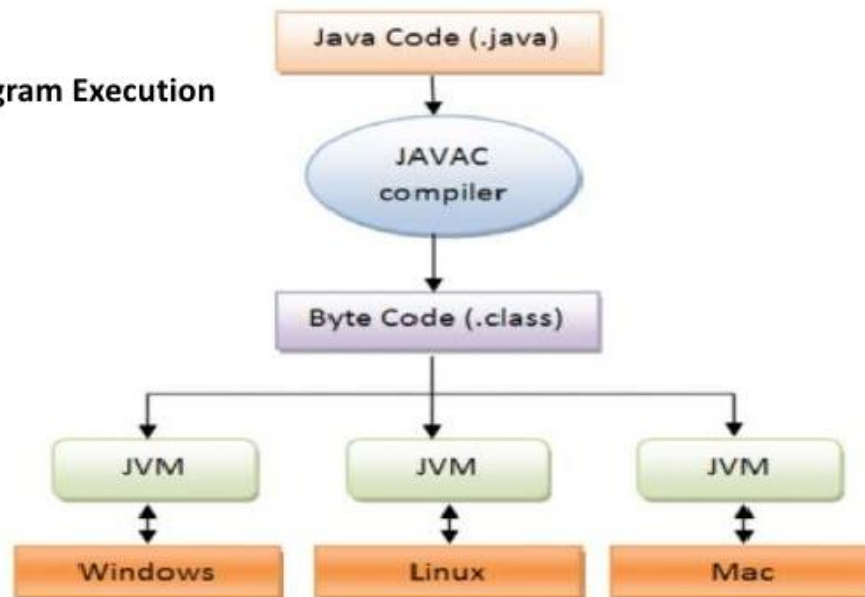 Java Code (.java)
gram Execution
JAVAC
compiler
Byte Code (.class)
JVM
JVM
JVM
Windows
Linux
Mac